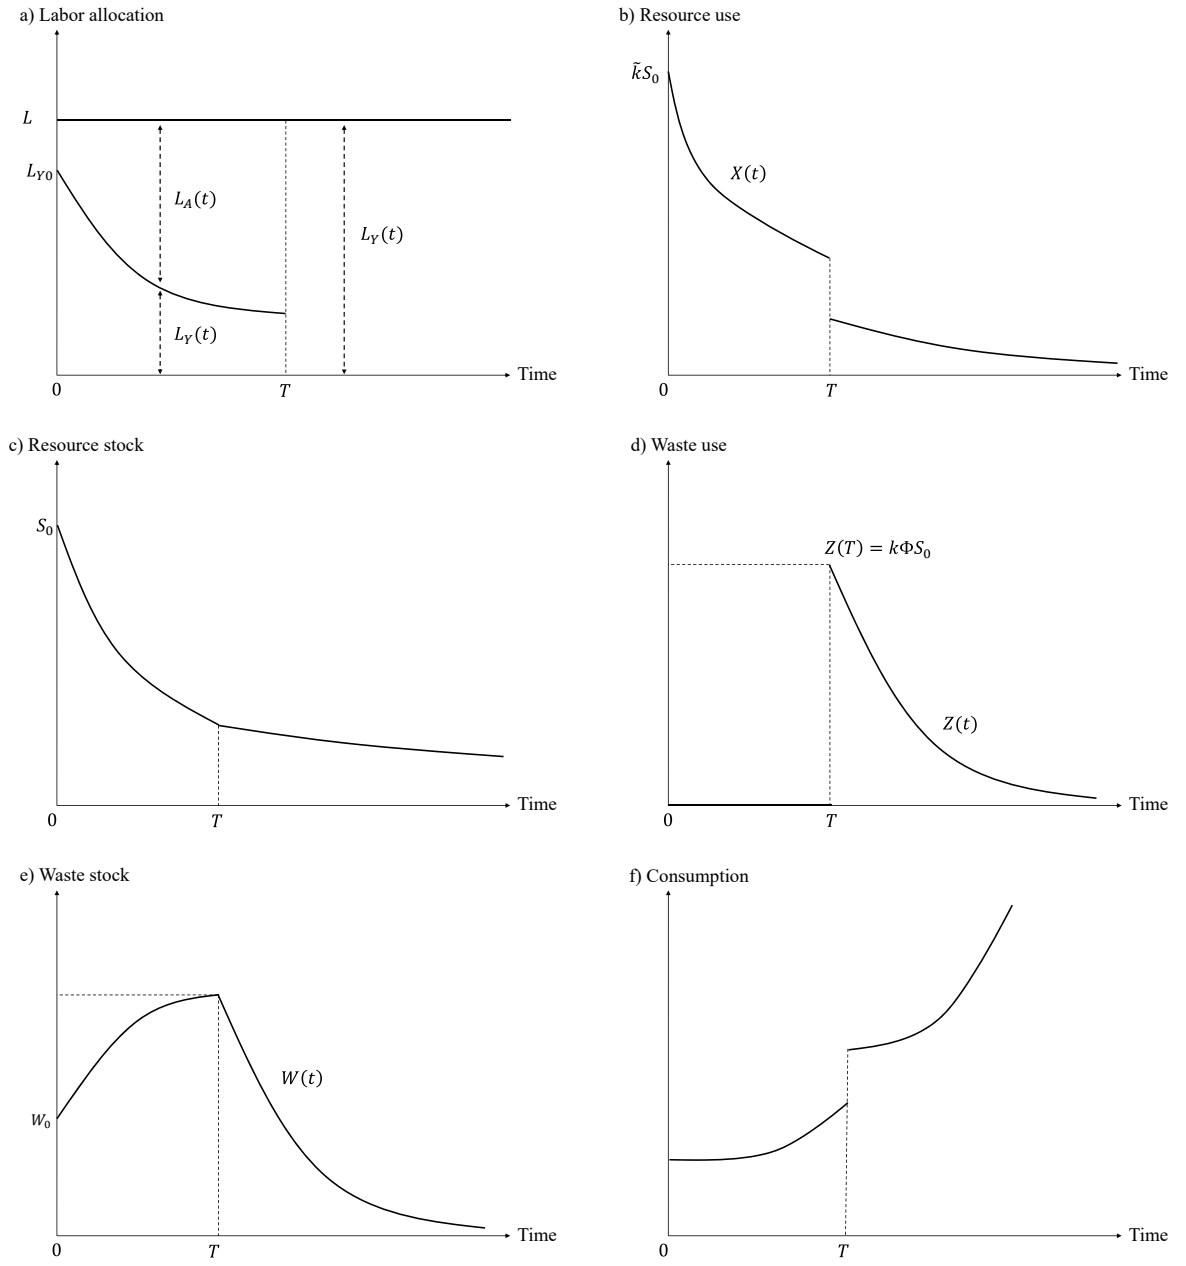 a) Labor allocation
L
L_{Y0}
L_A(t)
L_Y(t)
L_Y(t)
0
T
Time
b) Resource use
k̃S_0
X(t)
0
T
Time
c) Resource stock
S_0
0
T
Time
d) Waste use
Z(T) = kΦS_0
Z(t)
0
T
Time
e) Waste stock
W_0
W(t)
0
T
Time
f) Consumption
0
T
Time